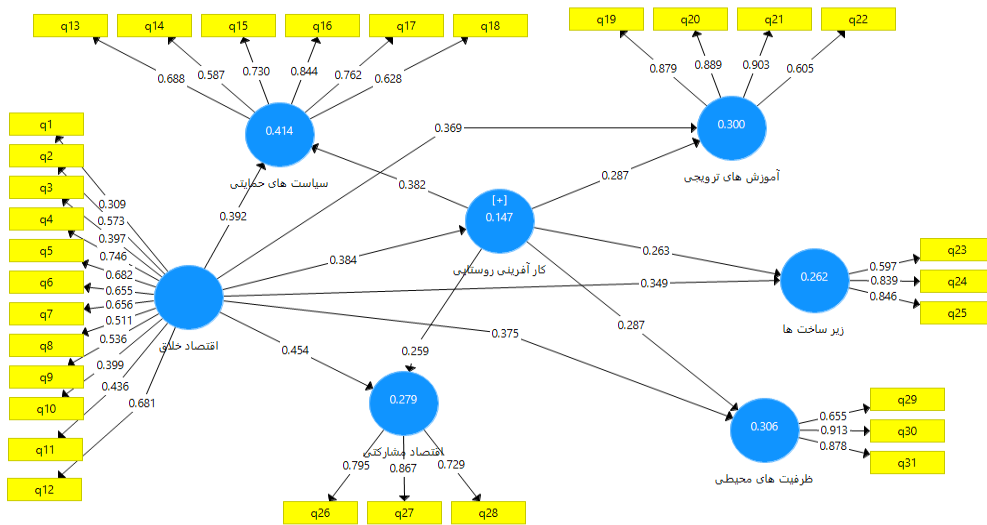 q13
q14
q15
q16
q17
q18
q19
q20
q21
q22
0.688
0.587
0.730
0.844
0.762
0.628
0.879
0.889
0.903
0.605
0.414
سیاست های حمایتی
0.300
آموزش های ترویجی
q1
q2
q3
q4
q5
q6
q7
q8
q9
q10
q11
q12
0.309
0.573
0.397
0.746
0.682
0.655
0.656
0.511
0.536
0.399
0.436
0.681
اقتصاد خلاق
0.392
0.369
0.382
0.287
[+]
0.147
کار آفرینی روستایی
0.384
0.263
0.349
0.375
0.287
0.454
0.259
0.262
زیر ساخت ها
0.597
0.839
0.846
q23
q24
q25
0.279
اقتصاد مشارکتی
0.795
0.867
0.729
q26
q27
q28
0.306
ظرفیت های محیطی
0.655
0.913
0.878
q29
q30
q31